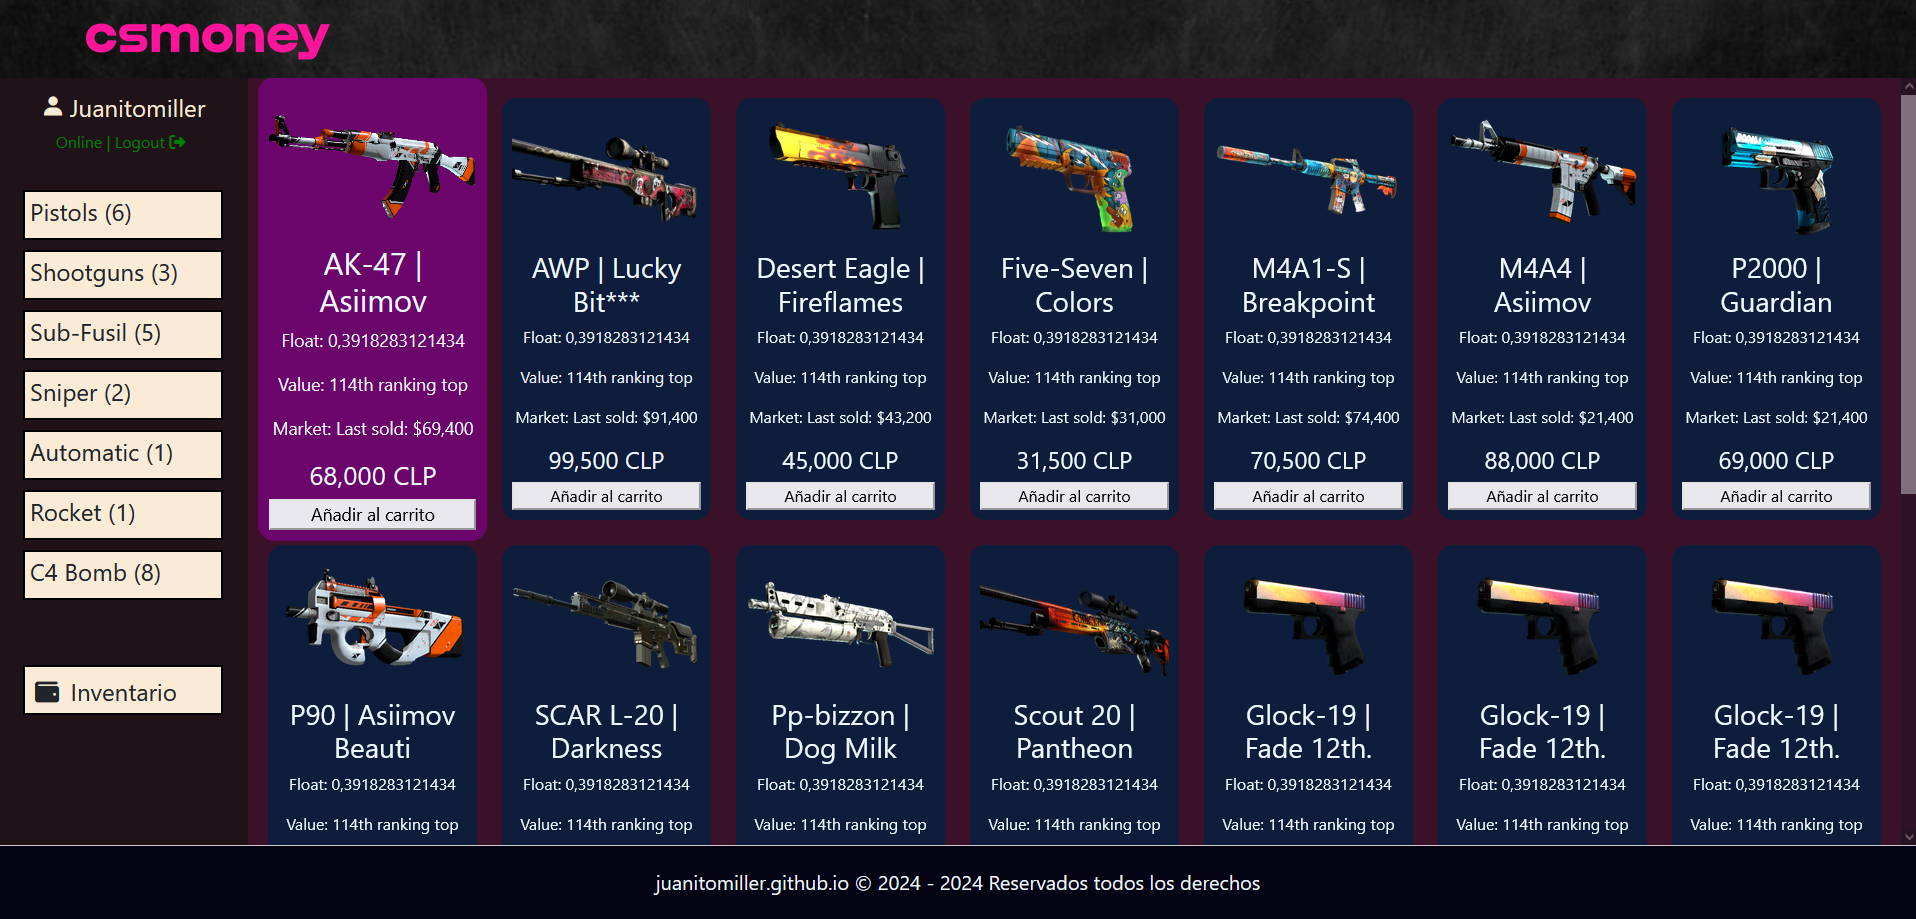 csmoney
Juanitomiller
Online | Logout
Pistols (6)
Shootguns (3)
Sub-Fusil (5)
Sniper (2)
Automatic (1)
Rocket (1)
C4 Bomb (8)
Inventario
AK-47 |
Asiimov
Float: 0,3918283121434
Value: 114th ranking top
Market: Last sold: $69,400
68,000 CLP
Añadir al carrito
AWP | Lucky
Bit***
Float: 0,3918283121434
Value: 114th ranking top
Market: Last sold: $91,400
99,500 CLP
Añadir al carrito
Desert Eagle |
Fireflames
Float: 0,3918283121434
Value: 114th ranking top
Market: Last sold: $43,200
45,000 CLP
Añadir al carrito
Five-Seven |
Colors
Float: 0,3918283121434
Value: 114th ranking top
Market: Last sold: $31,000
31,500 CLP
Añadir al carrito
M4A1-S |
Breakpoint
Float: 0,3918283121434
Value: 114th ranking top
Market: Last sold: $74,400
70,500 CLP
Añadir al carrito
M4A4 |
Asiimov
Float: 0,3918283121434
Value: 114th ranking top
Market: Last sold: $21,400
88,000 CLP
Añadir al carrito
P2000 |
Guardian
Float: 0,3918283121434
Value: 114th ranking top
Market: Last sold: $21,400
69,000 CLP
Añadir al carrito
P90 | Asiimov
Beauti
Float: 0,3918283121434
Value: 114th ranking top
SCAR L-20 |
Darkness
Float: 0,3918283121434
Value: 114th ranking top
Pp-bizzon |
Dog Milk
Float: 0,3918283121434
Value: 114th ranking top
Scout 20 |
Pantheon
Float: 0,3918283121434
Value: 114th ranking top
Glock-19 |
Fade 12th.
Float: 0,3918283121434
Value: 114th ranking top
Glock-19 |
Fade 12th.
Float: 0,3918283121434
Value: 114th ranking top
Glock-19 |
Fade 12th.
Float: 0,3918283121434
Value: 114th ranking top
juanitomiller.github.io © 2024 - 2024 Reservados todos los derechos